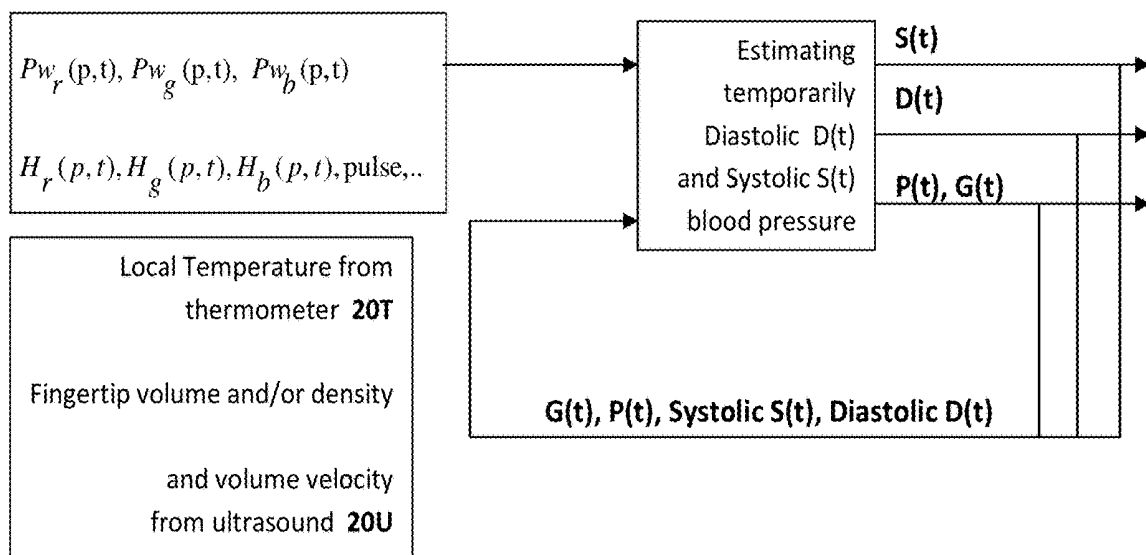 Pw_r(p,t), Pw_g(p,t), Pw_b(p,t)
H_r(p,t), H_g(p,t), H_b(p,t), pulse,..
Local Temperature from
thermometer 20T
Fingertip volume and/or density
and volume velocity
from ultrasound 20U
Estimating
temporarily
Diastolic D(t)
and Systolic S(t)
blood pressure
S(t)
D(t)
P(t), G(t)
G(t), P(t), Systolic S(t), Diastolic D(t)